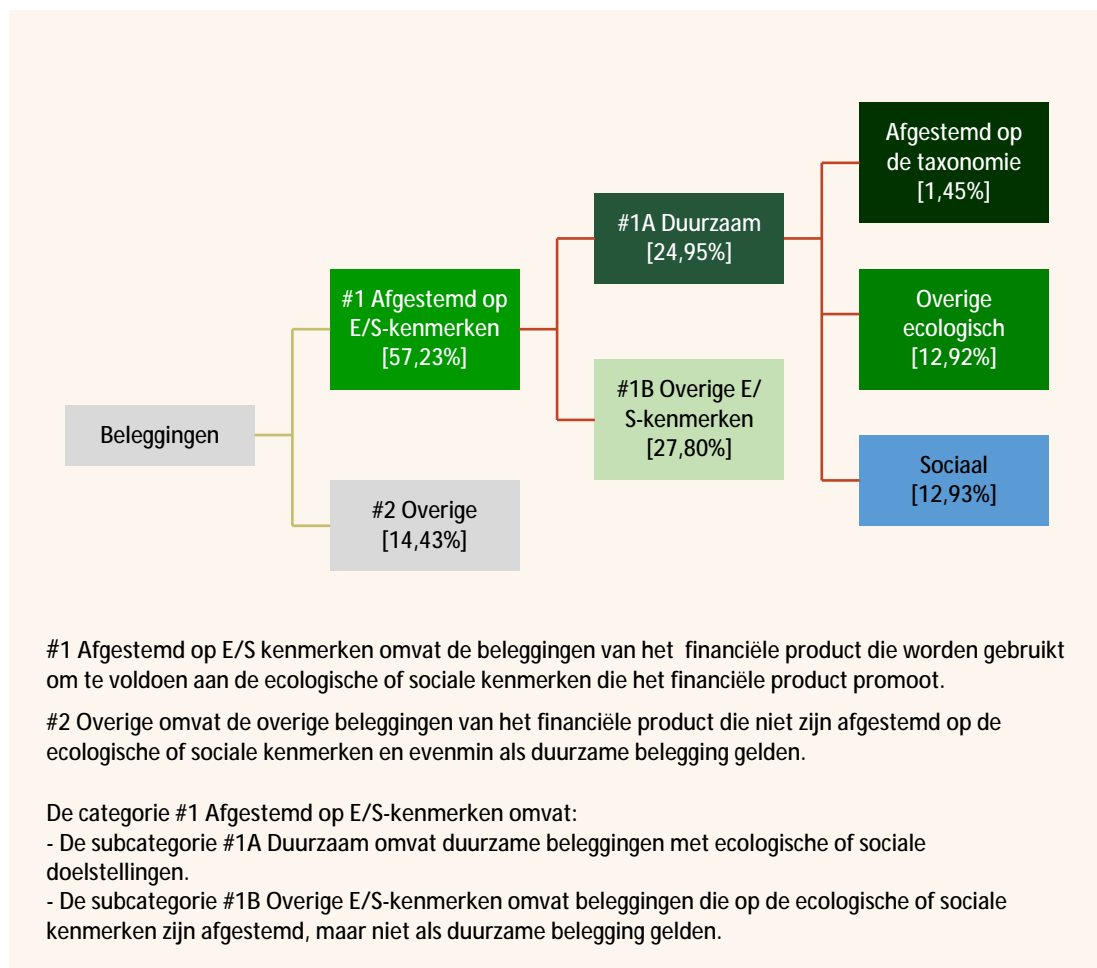 Afgestemd op
de taxonomie
[1,45%]
#1A Duurzaam
[24,95%]
#1 Afgestemd op
E/S-kenmerken
[57,23%]
Overige
ecologisch
[12,92%]
#1B Overige E/
S-kenmerken
[27,80%]
Beleggingen
Sociaal
[12,93%]
#2 Overige
[14,43%]
#1 Afgestemd op E/S kenmerken omvat de beleggingen van het financiële product die worden gebruikt
om te voldoen aan de ecologische of sociale kenmerken die het financiële product promoot.
#2 Overige omvat de overige beleggingen van het financiële product die niet zijn afgestemd op de
ecologische of sociale kenmerken en evenmin als duurzame belegging gelden.
De categorie #1 Afgestemd op E/S-kenmerken omvat:
- De subcategorie #1A Duurzaam omvat duurzame beleggingen met ecologische of sociale
doelstellingen.
- De subcategorie #1B Overige E/S-kenmerken omvat beleggingen die op de ecologische of sociale
kenmerken zijn afgestemd, maar niet als duurzame belegging gelden.